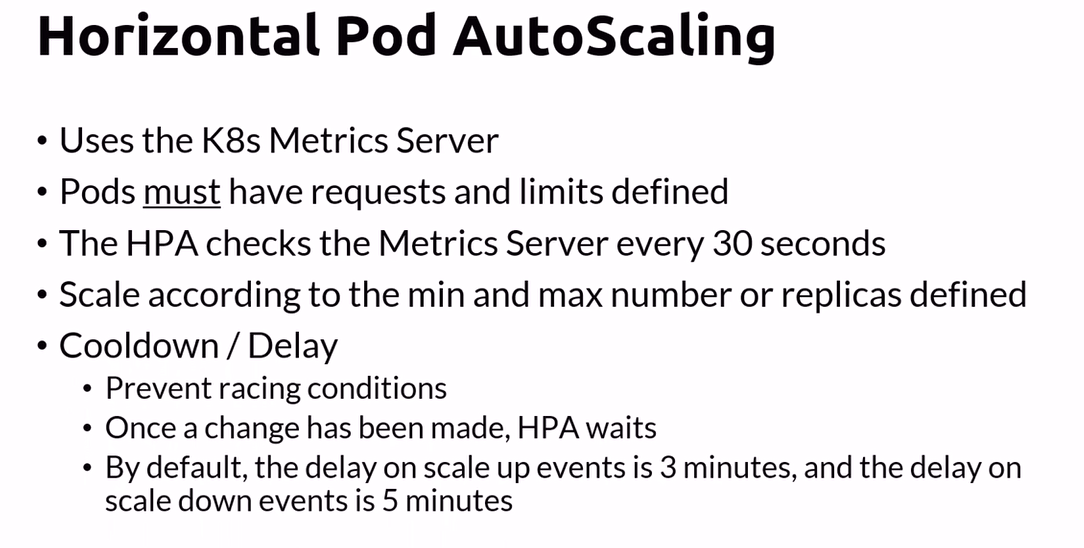 Horizontal Pod AutoScaling
• Uses the K8s Metrics Server
• Pods must have requests and limits defined
• The HPA checks the Metrics Server every 30 seconds
• Scale according to the min and max number or replicas defined
• Cooldown / Delay
• Prevent racing conditions
• Once a change has been made, HPA waits
• By default, the delay on scale up events is 3 minutes, and the delay on
scale down events is 5 minutes